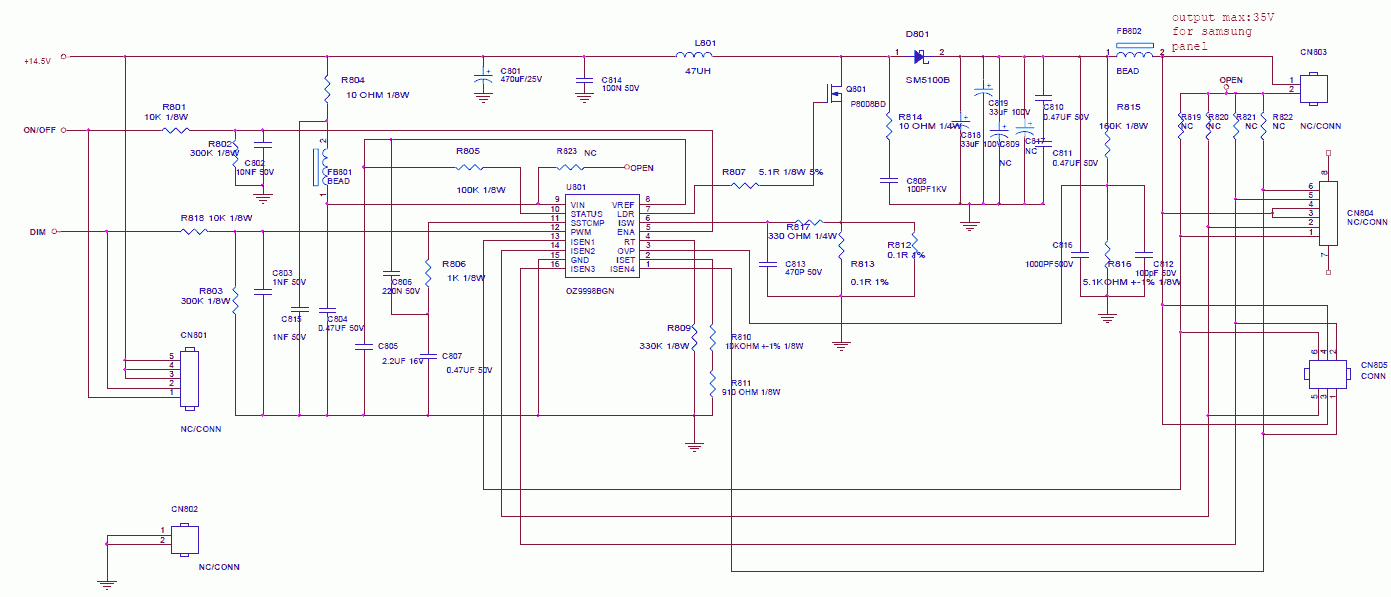 output max:35V
for samsung
panel
+14.5V
L801
47UH
D801
1
2
SM5100B
FB802
1
2
BEAD
CN803
1
2
NC/CONN
OPEN
R804
10 OHM 1/8W
C801
470uF/25V
C814
100N 50V
Q801
P8008BD
R801
10K 1/8W
ON/OFF
R802
300K 1/8W
C802
10NF 50V
2
FB801
BEAD
1
R805
100K 1/8W
R823
NC
OPEN
R807
5.1R 1/8W 5%
R814
10 OHM 1/4W
C808
100PF1KV
C818
33uF 100V
C819
33uF 100V
C809
NC
C817
NC
C810
0.47UF 50V
C811
0.47UF 50V
R815
160K 1/8W
R819
NC
R820
NC
R821
NC
R822
NC
U801
9
VIN
VREF
8
10
STATUS
LDR
7
11
SSTCMP
ISW
6
12
PWM
ENA
5
13
ISEN1
RT
4
14
ISEN2
OVP
3
15
GND
ISET
2
16
ISEN3
ISEN4
1
OZ9998BGN
8
6
5
4
3
2
1
7
CN804
NC/CONN
DIM
R818 10K 1/8W
R817
330 OHM 1/4W
R812
0.1R 1%
R813
0.1R 1%
C813
470P 50V
C816
1000PF500V
R816
5.1KOHM +-1% 1/8W
C812
100pF 50V
R803
300K 1/8W
C803
1NF 50V
C815
1NF 50V
C804
0.47UF 50V
C806
220N 50V
R806
1K 1/8W
C805
2.2UF 16V
C807
0.47UF 50V
R809
330K 1/8W
R810
10KOHM +-1% 1/8W
R811
910 OHM 1/8W
CN801
5
4
3
2
1
NC/CONN
6
4
2
5
3
1
CN805
CONN
CN802
1
2
NC/CONN